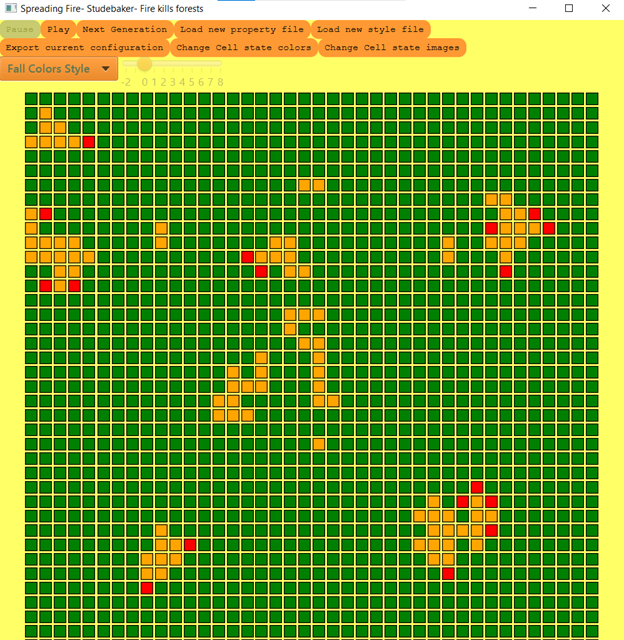 Spreading Fire- Studebaker- Fire kills forests
Pause Play Next Generation Load new property file Load new style file
Export current configuration Change Cell state colors Change Cell state images
Fall Colors Style
-2 0 1 2 3 4 5 6 7 8